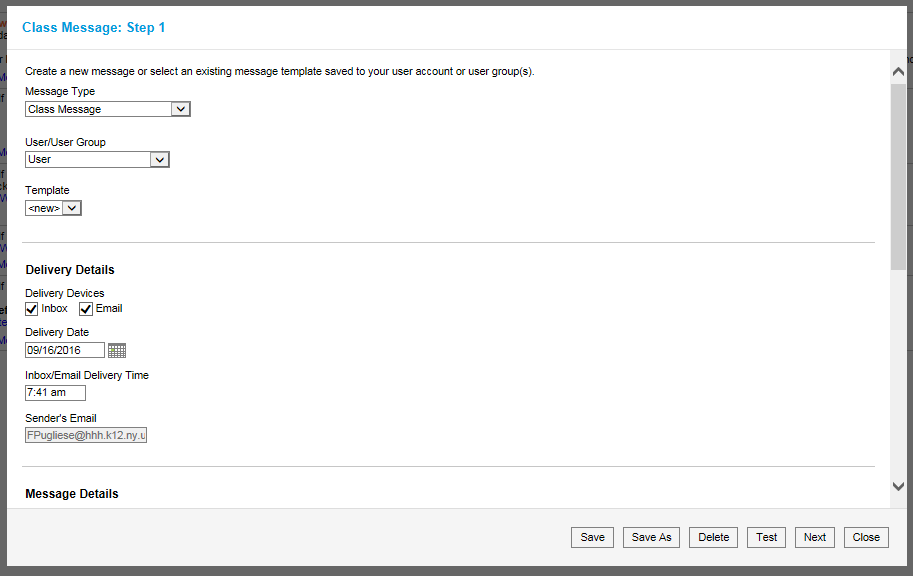 Class Message: Step 1
Create a new message or select an existing message template saved to your user account or user group(s).
Message Type
Class Message
User/User Group
User
Template
<new>
Delivery Details
Delivery Devices
Inbox Email
Delivery Date
09/16/2016
Inbox/Email Delivery Time
7:41 am
Sender's Email
FPugliese@hhh.k12.ny.u
Message Details
Save Save As Delete Test Next Close